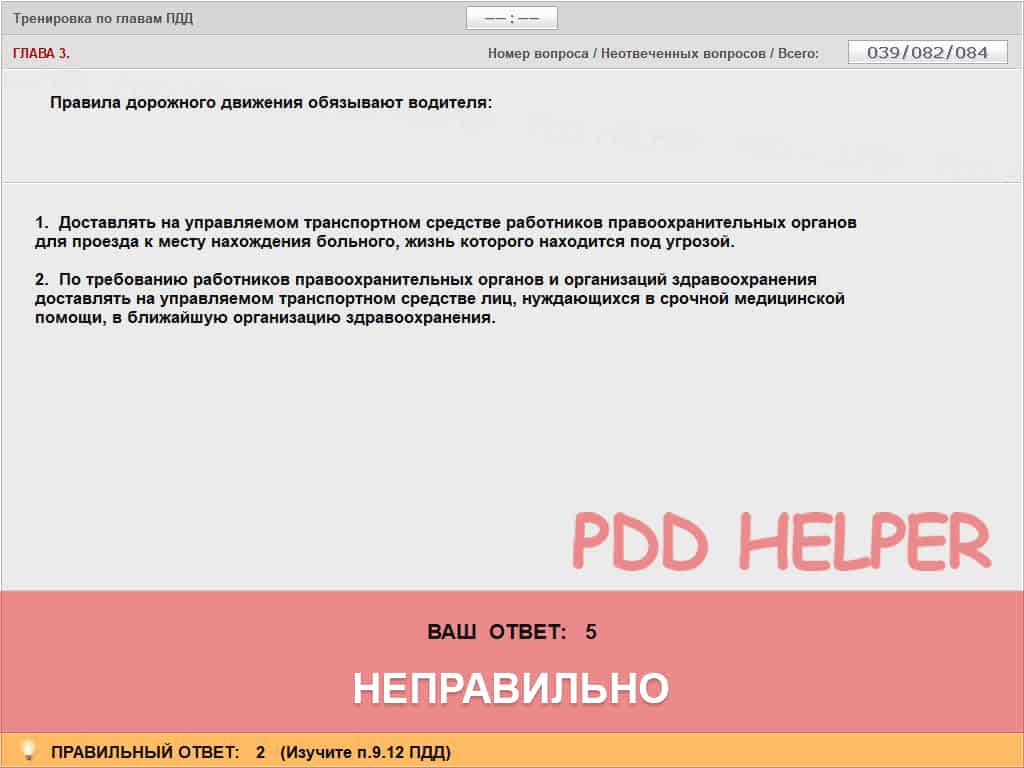 Тренировка по главам ПДД
—— : ——
ГЛАВА 3.
Номер вопроса / Неотвеченных вопросов / Всего:
039/082/084
Правила дорожного движения обязывают водителя:
1. Доставлять на управляемом транспортном средстве работников правоохранительных органов
для проезда к месту нахождения больного, жизнь которого находится под угрозой.
2. По требованию работников правоохранительных органов и организаций здравоохранения
доставлять на управляемом транспортном средстве лиц, нуждающихся в срочной медицинской
помощи, в ближайшую организацию здравоохранения.
PDD HELPER
ВАШ ОТВЕТ: 5
НЕПРАВИЛЬНО
ПРАВИЛЬНЫЙ ОТВЕТ: 2 (Изучите п.9.12 ПДД)